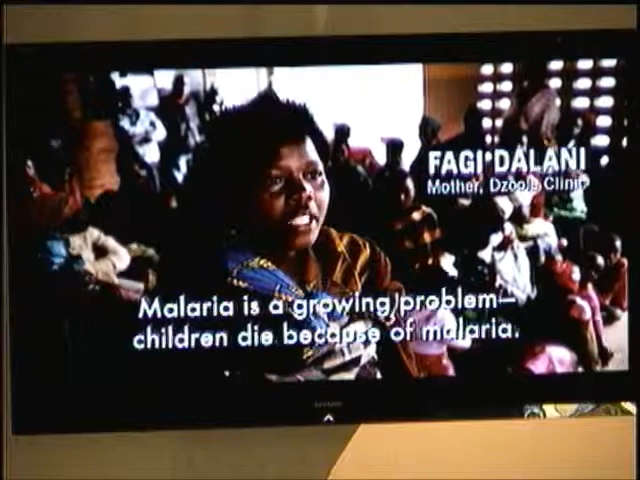 FAGI DALANI
Mother, Dzoole Clinic
Malaria is a growing problem—
children die because of malaria.